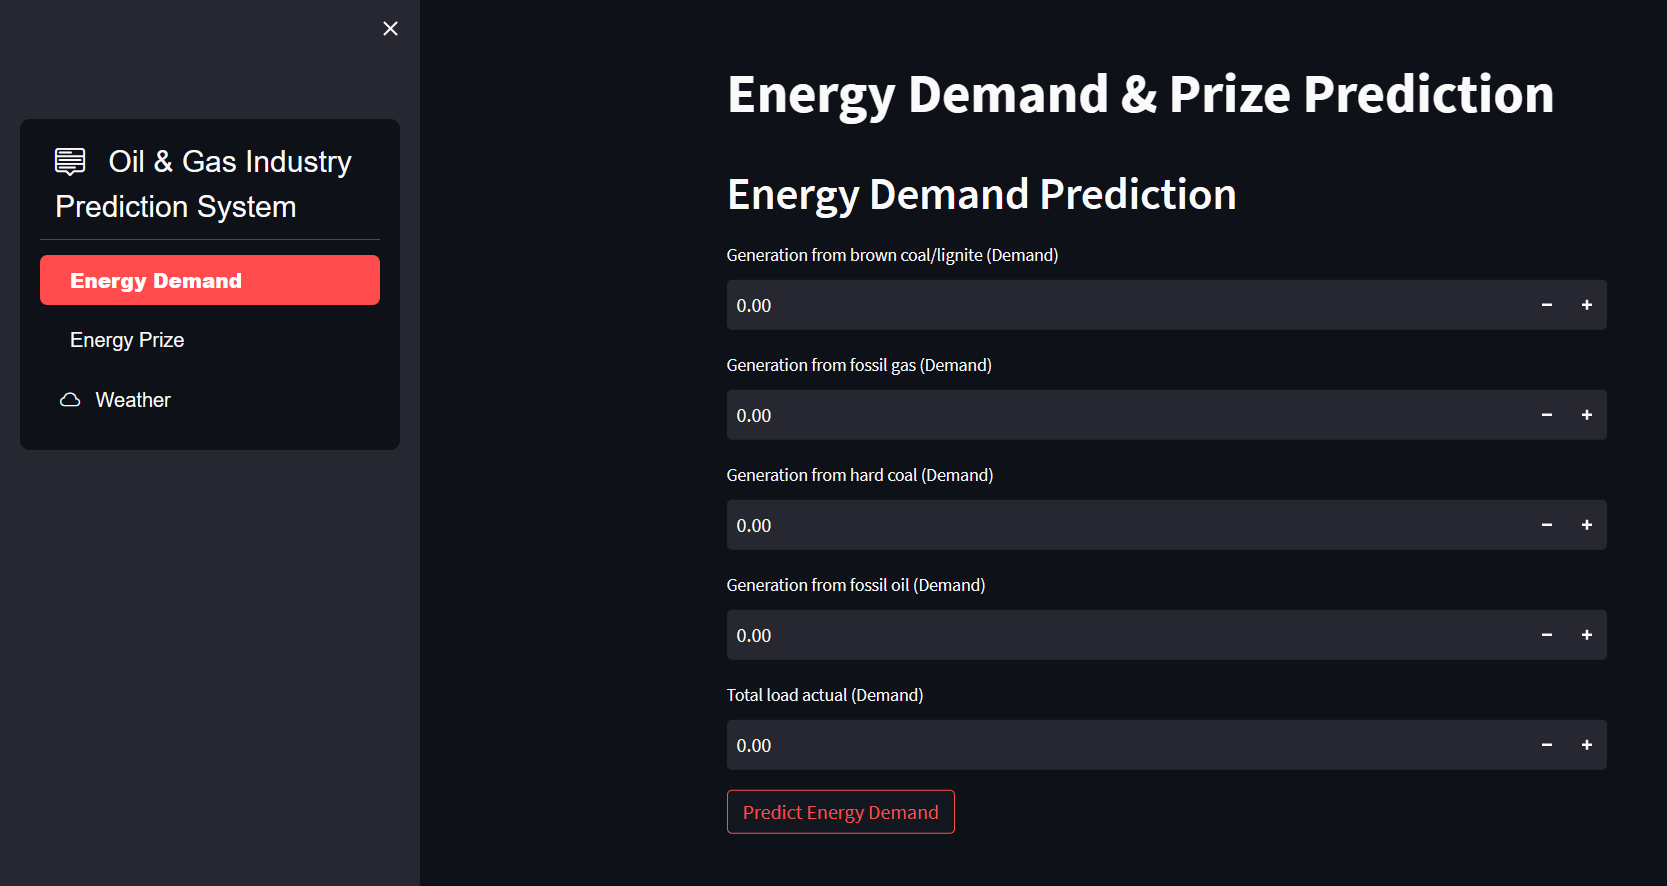 Oil & Gas Industry
Prediction System
Energy Demand
Energy Prize
Weather
Energy Demand & Prize Prediction
Energy Demand Prediction
Generation from brown coal/lignite (Demand)
0.00
Generation from fossil gas (Demand)
0.00
Generation from hard coal (Demand)
0.00
Generation from fossil oil (Demand)
0.00
Total load actual (Demand)
0.00
Predict Energy Demand